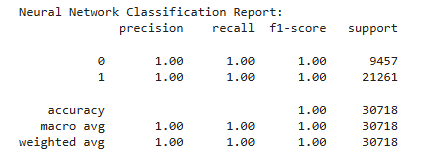 Neural Network Classification Report:
precision recall f1-score support
0 1.00 1.00 1.00 9457
1 1.00 1.00 1.00 21261
accuracy 1.00 30718
macro avg 1.00 1.00 1.00 30718
weighted avg 1.00 1.00 1.00 30718